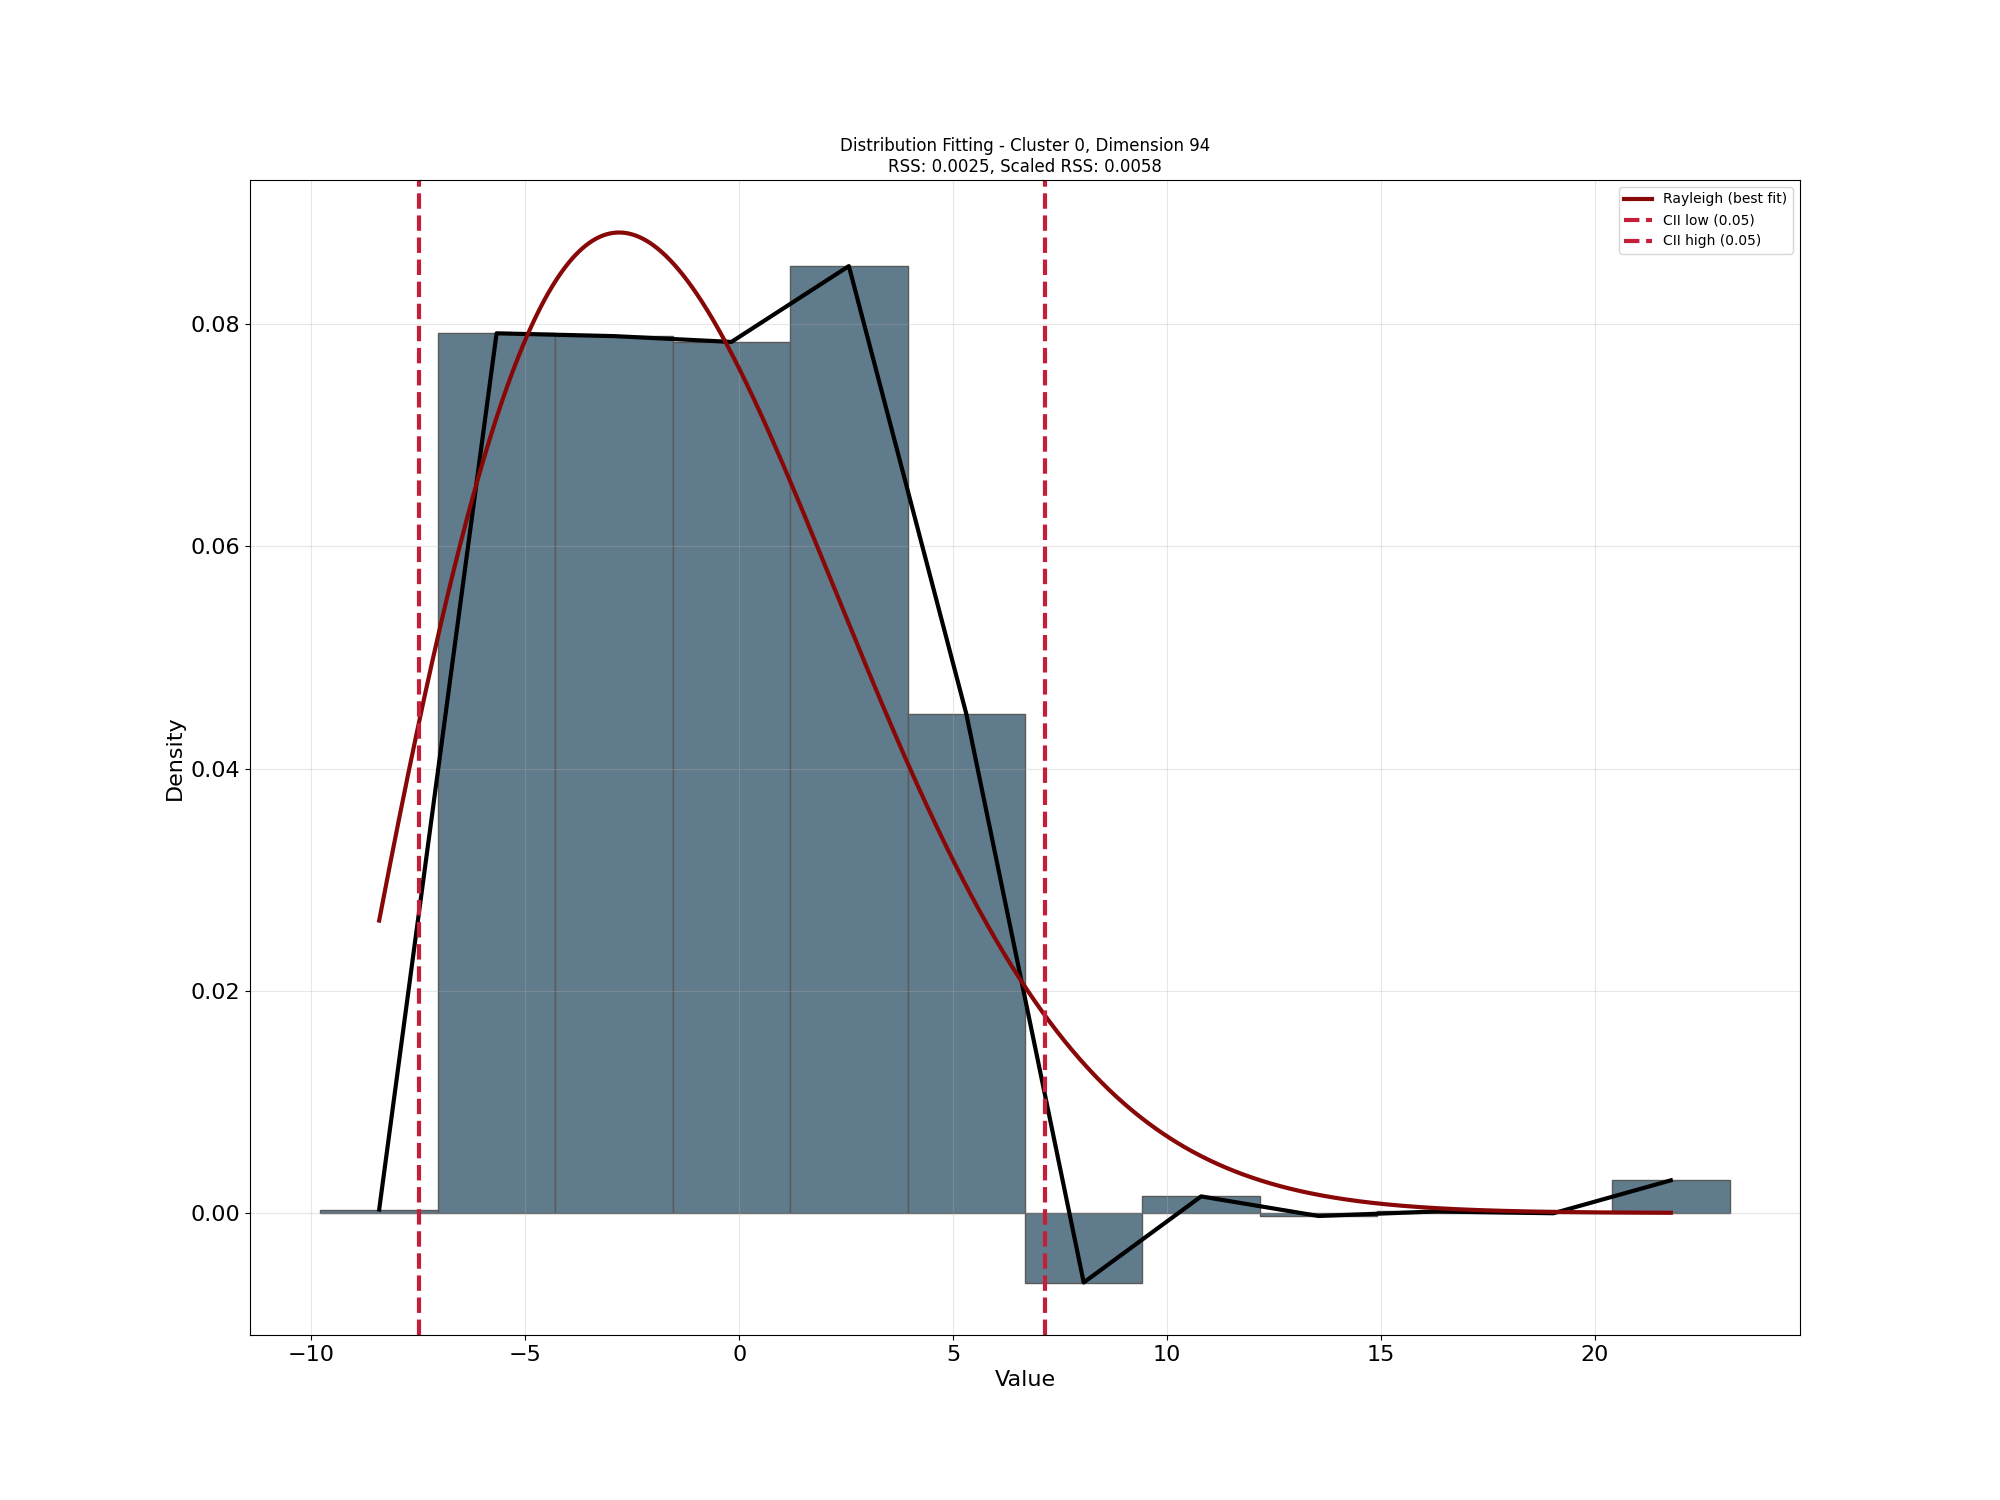 Distribution Fitting - Cluster 0, Dimension 94
RSS: 0.0025, Scaled RSS: 0.0058
Rayleigh (best fit)
CII low (0.05)
CII high (0.05)
Density
0.08
0.06
0.04
0.02
0.00
−10 −5 0 5 10 15 20
Value